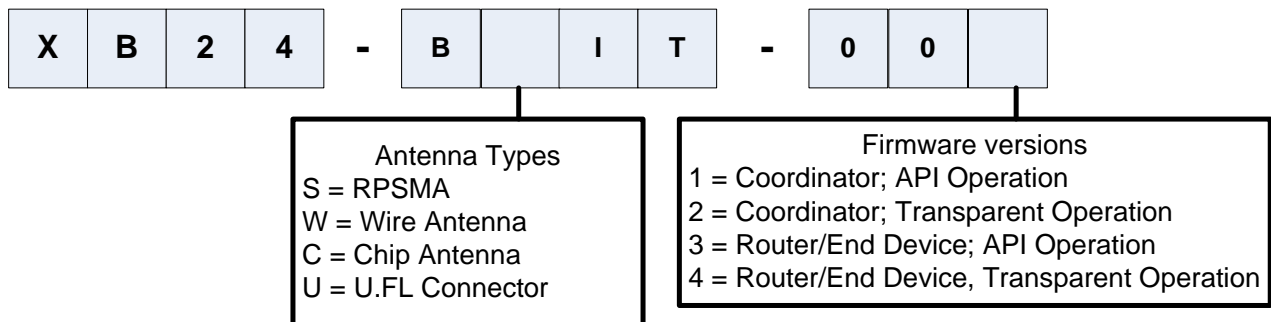 X B 2 4 - B I T - 0 0
Antenna Types
S = RPSMA
W = Wire Antenna
C = Chip Antenna
U = U.FL Connector
Firmware versions
1 = Coordinator; API Operation
2 = Coordinator; Transparent Operation
3 = Router/End Device; API Operation
4 = Router/End Device, Transparent Operation